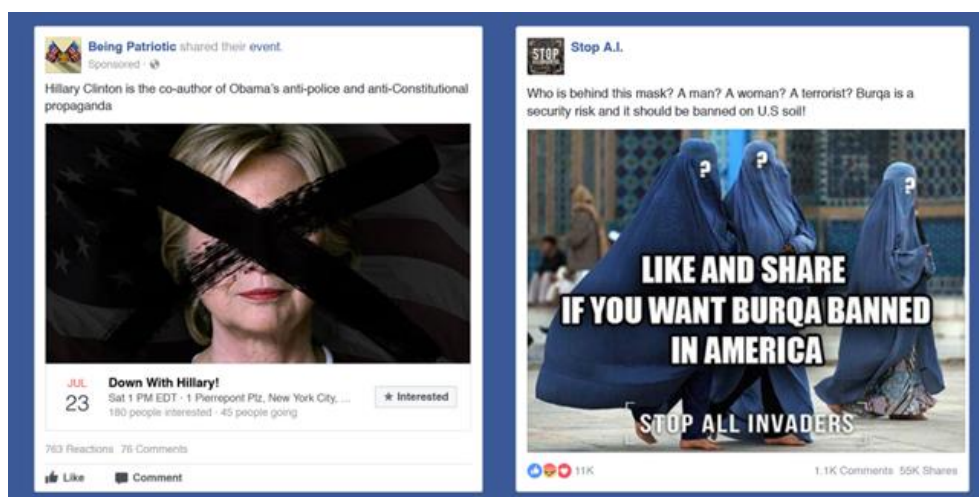 Being Patriotic shared their event.
Sponsored ·
Hillary Clinton is the co-author of Obama's anti-police and anti-Constitutional
propaganda
JUL
23
Down With Hillary!
Sat 1 PM EDT · 1 Pierrepont Plz, New York City, ...
180 people interested · 45 people going
★ Interested
763 Reactions 76 Comments
Like Comment
STOP
Stop A.I.
Who is behind this mask? A man? A woman? A terrorist? Burqa is a
security risk and it should be banned on U.S soil!
?
?
?
LIKE AND SHARE
IF YOU WANT BURQA BANNED
IN AMERICA
STOP ALL INVADERS
11K
1.1K Comments 55K Shares